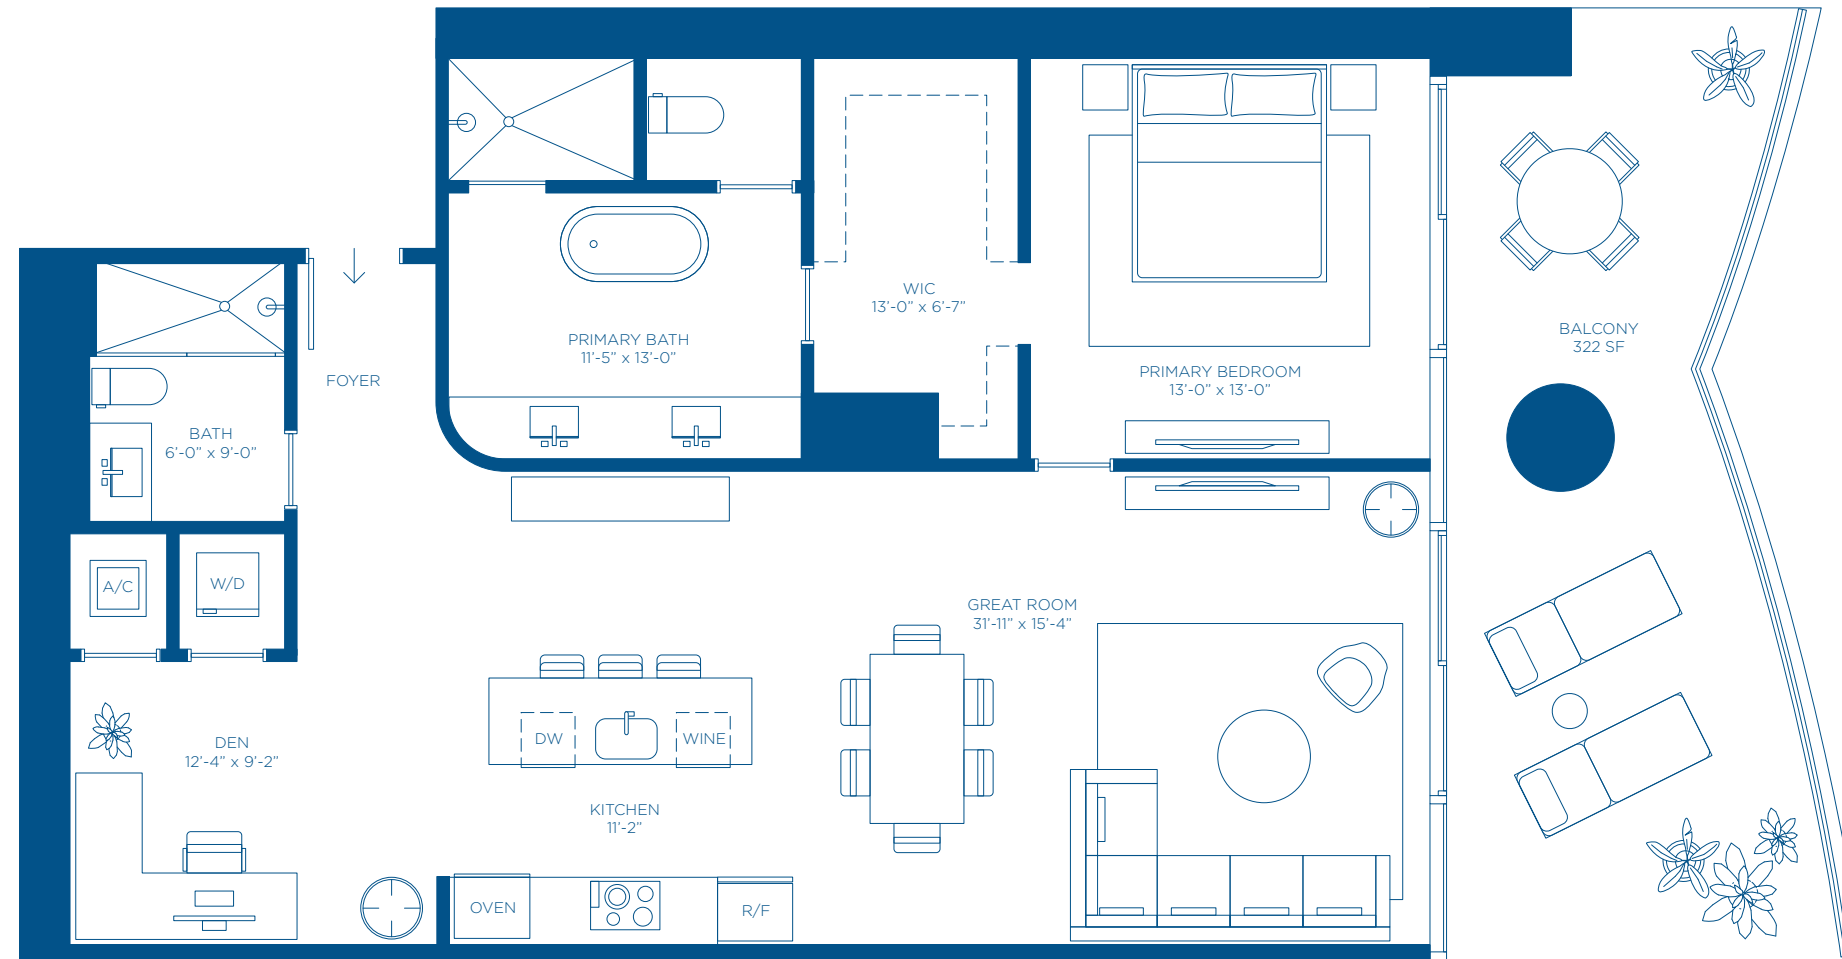 WIC
13’-0” x 6’-7”
PRIMARY BATH
11’-5” x 13’-0”
BALCONY
322 SF
PRIMARY BEDROOM
13’-0” x 13’-0”
FOYER
BATH
6’-0” x 9’-0”
A/C
W/D
GREAT ROOM
31’-11” x 15’-4”
DEN
12’-4” x 9’-2”
DW
WINE
KITCHEN
11’-2”
OVEN
R/F